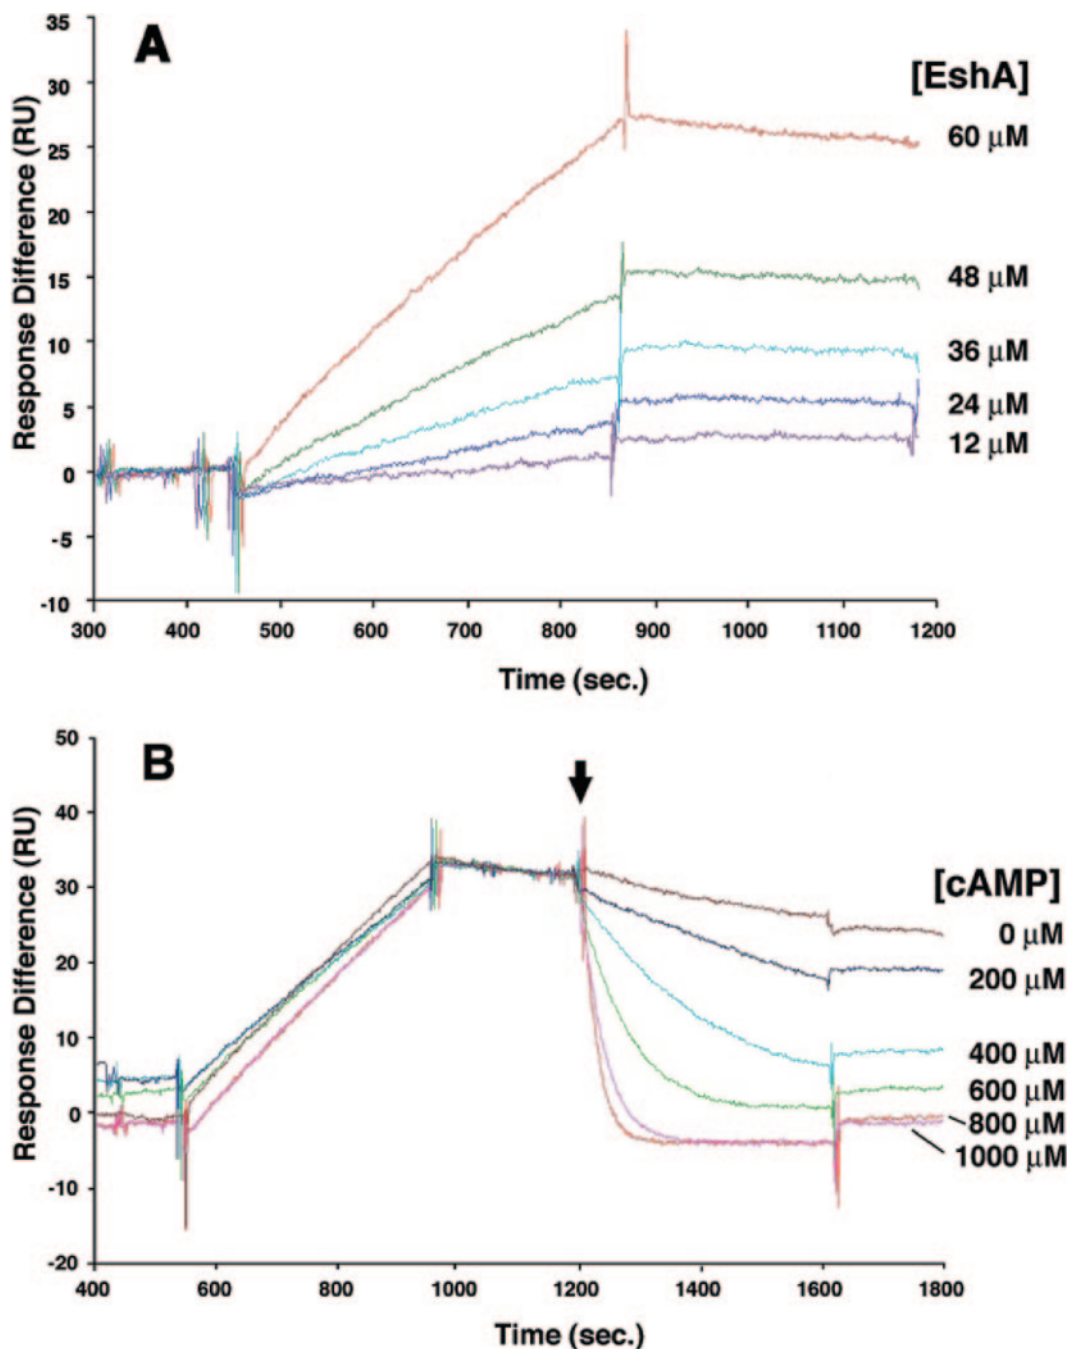 A
[EshA]
35
30
25
20
15
10
5
0
-5
-10
Response Difference (RU)
60 μM
48 μM
36 μM
24 μM
12 μM
300 400 500 600 700 800 900 1000 1100 1200
Time (sec.)
B
[cAMP]
50
40
30
20
10
0
-10
-20
Response Difference (RU)
0 μM
200 μM
400 μM
600 μM
800 μM
1000 μM
400 600 800 1000 1200 1400 1600 1800
Time (sec.)